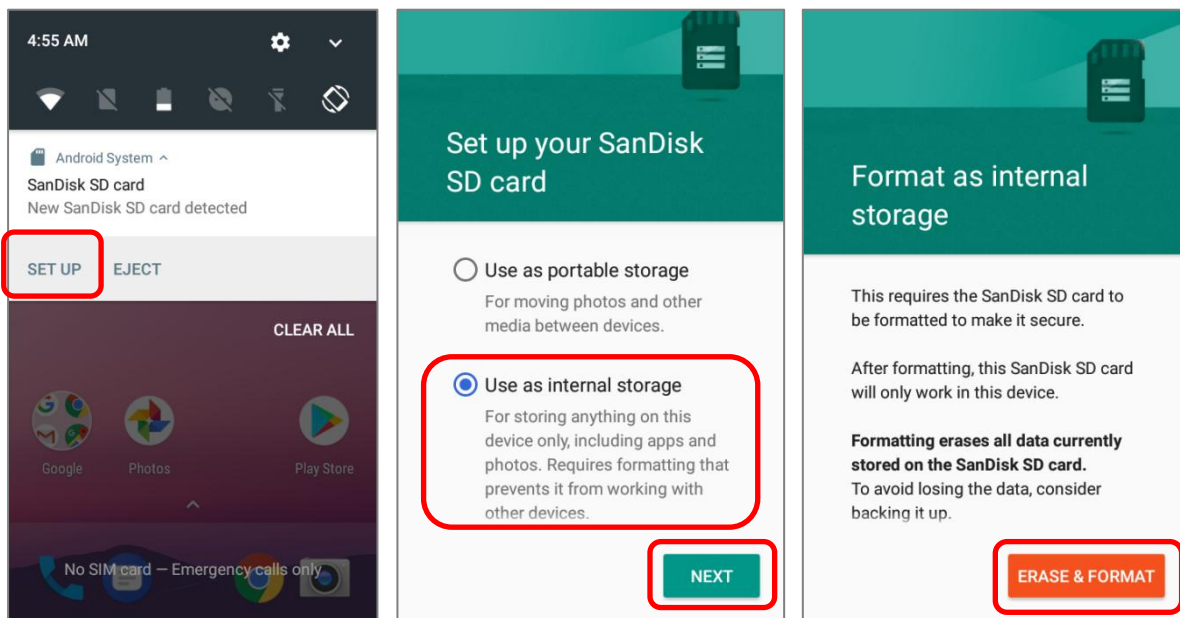 4:55 AM
Android System
SanDisk SD card
New SanDisk SD card detected
SET UP EJECT
CLEAR ALL
Google Photos Play Store
No SIM card — Emergency calls only
Set up your SanDisk
SD card
Use as portable storage
For moving photos and other
media between devices.
Use as internal storage
For storing anything on this
device only, including apps and
photos. Requires formatting that
prevents it from working with
other devices.
NEXT
Format as internal
storage
This requires the SanDisk SD card to
be formatted to make it secure.
After formatting, this SanDisk SD card
will only work in this device.
Formatting erases all data currently
stored on the SanDisk SD card.
To avoid losing the data, consider
backing it up.
ERASE & FORMAT